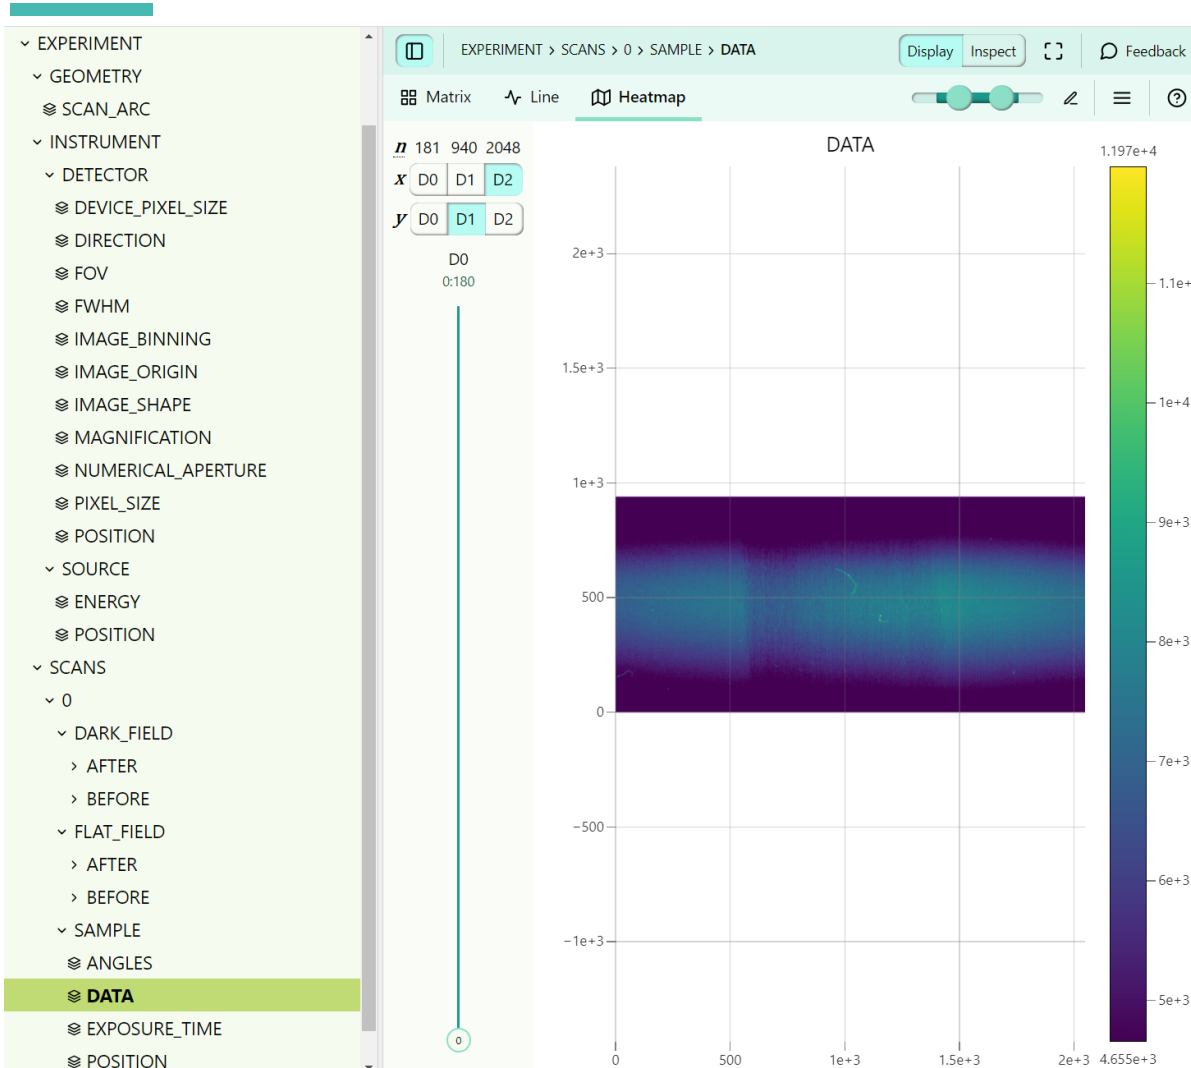 EXPERIMENT
GEOMETRY
SCAN_ARC
INSTRUMENT
DETECTOR
DEVICE_PIXEL_SIZE
DIRECTION
FOV
FWHM
IMAGE_BINNING
IMAGE_ORIGIN
IMAGE_SHAPE
MAGNIFICATION
NUMERICAL_APERTURE
PIXEL_SIZE
POSITION
SOURCE
ENERGY
POSITION
SCANS
0
DARK_FIELD
AFTER
BEFORE
FLAT_FIELD
AFTER
BEFORE
SAMPLE
ANGLES
DATA
EXPOSURE_TIME
POSITION
EXPERIMENT > SCANS > 0 > SAMPLE > DATA
Display Inspect
Feedback
Matrix Line Heatmap
n 181 940 2048
x D0 D1 D2
y D0 D1 D2
D0
0:180
0
DATA
2e+3
1.5e+3
1e+3
500
0
−500
−1e+3
0 500 1e+3 1.5e+3 2e+3
1.197e+4
1.1e+
1e+4
9e+3
8e+3
7e+3
6e+3
5e+3
4.655e+3